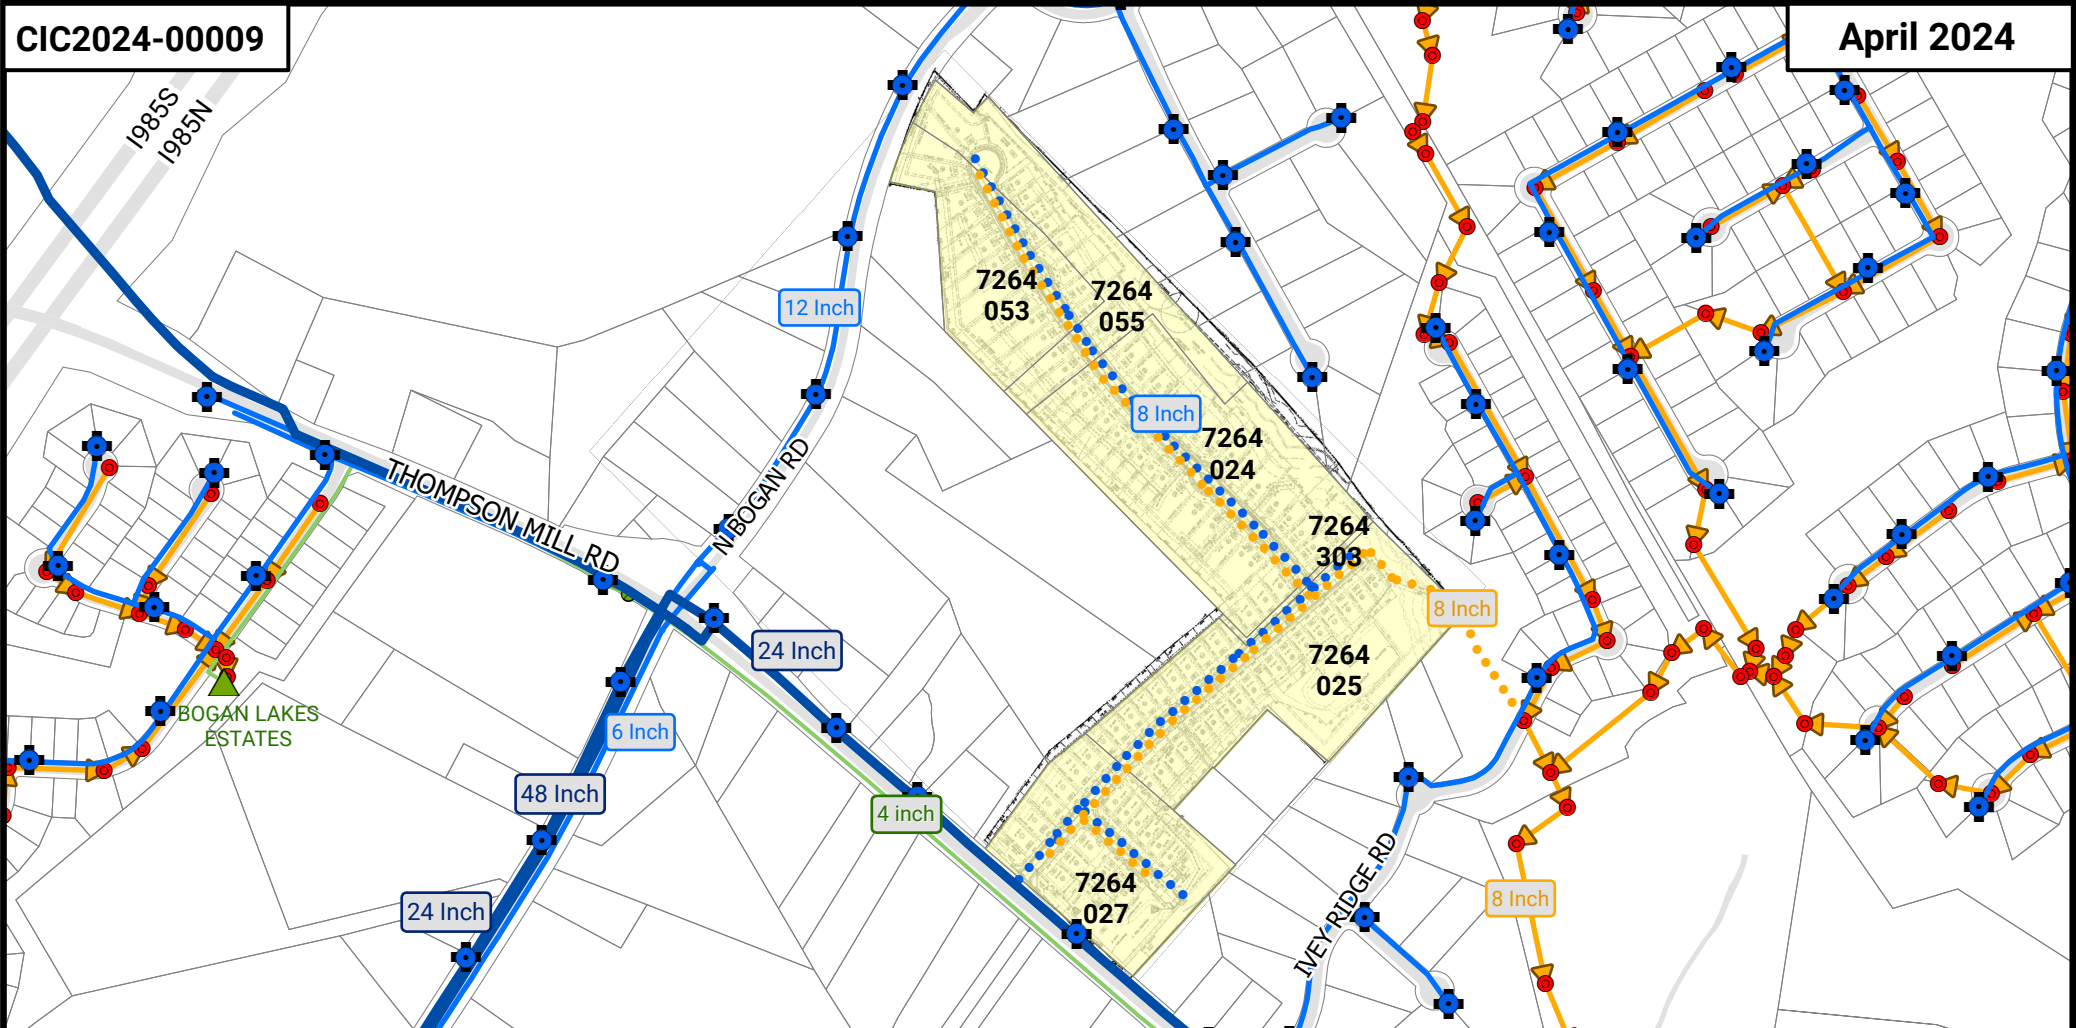 CIC2024-00009
April 2024
I985S
I985N
12 Inch
7264
053
7264
055
8 Inch
7264
024
THOMPSON MILL RD
N BOGAN RD
7264
303
8 Inch
24 Inch
7264
025
BOGAN LAKES
ESTATES
6 Inch
48 Inch
4 inch
24 Inch
7264
027
IVEY RIDGE RD
8 Inch